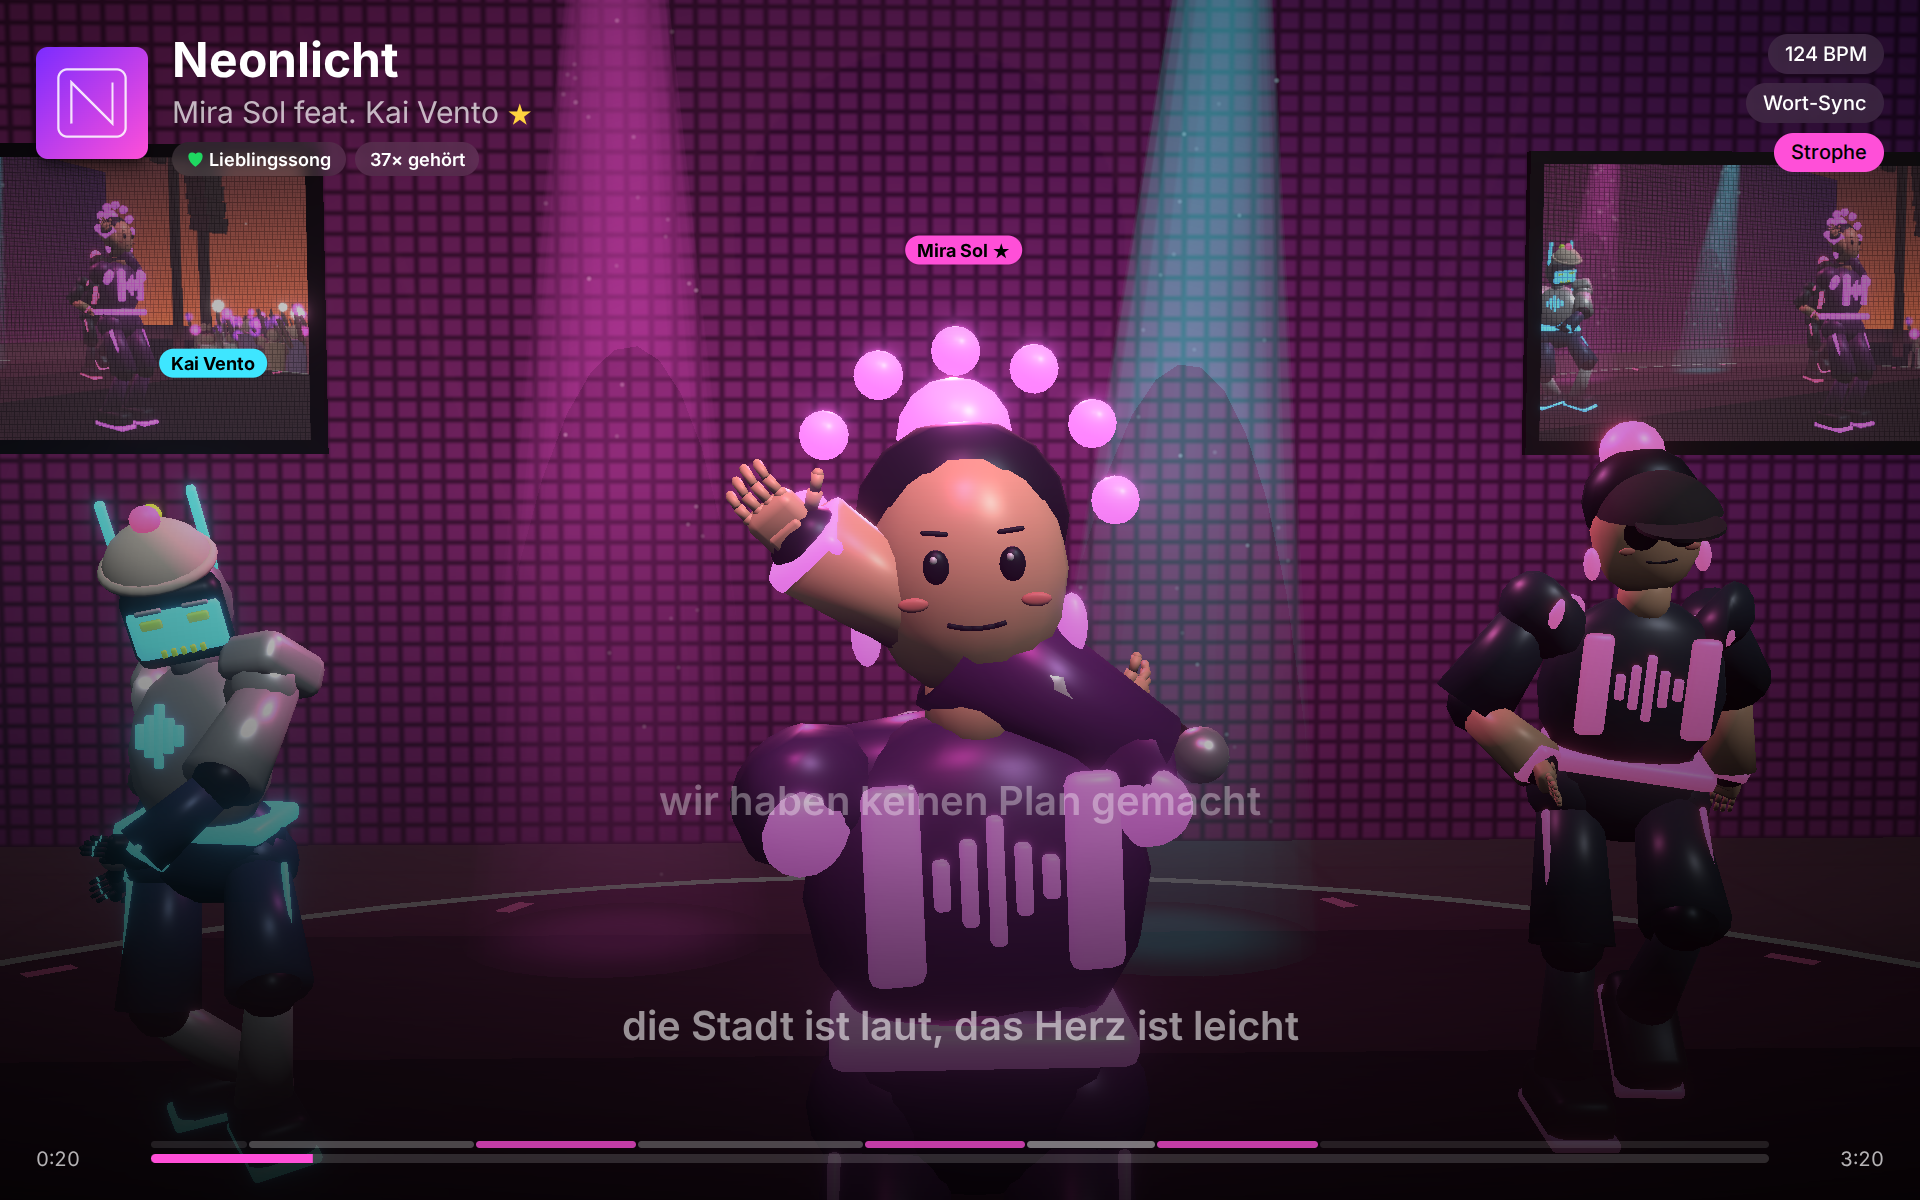 Neonlicht
Mira Sol feat. Kai Vento ★
Lieblingssong
37× gehört
124 BPM
Wort-Sync
Strophe
Mira Sol ★
Kai Vento
wir haben keinen Plan gemacht
die Stadt ist laut, das Herz ist leicht
0:20
3:20